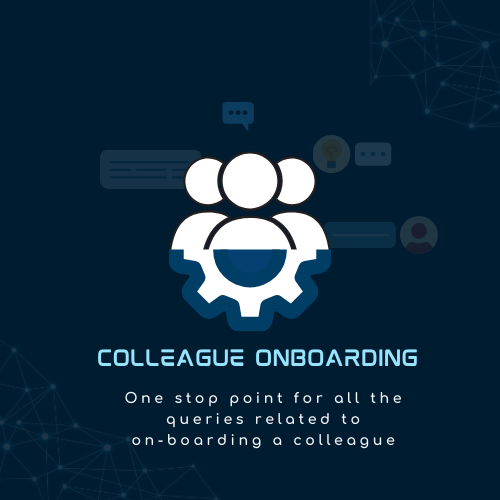 COLLEAGUE ONBOARDING
One stop point for all the
queries related to
on-boarding a colleague